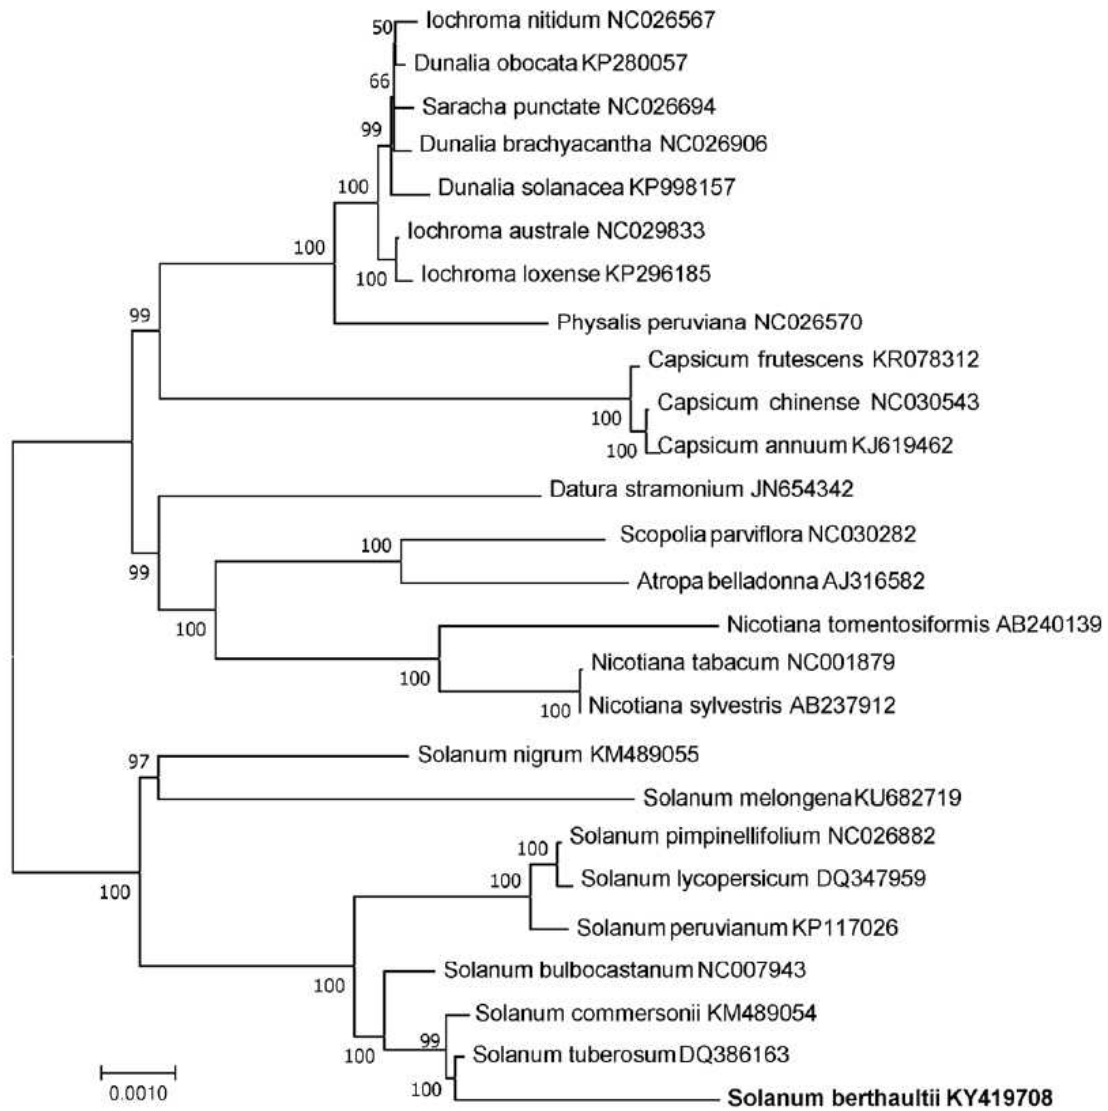 50
Iochroma nitidum NC026567
Dunalia obocata KP280057
66
Saracha punctate NC026694
99
Dunalia brachyacantha NC026906
100
Dunalia solanacea KP998157
100
Iochroma australe NC029833
100
Iochroma loxense KP296185
99
Physalis peruviana NC026570
Capsicum frutescens KR078312
100
Capsicum chinense NC030543
100
Capsicum annuum KJ619462
Datura stramonium JN654342
99
100
Scopolia parviflora NC030282
Atropa belladonna AJ316582
100
Nicotiana tomentosiformis AB240139
100
Nicotiana tabacum NC001879
100
Nicotiana sylvestris AB237912
97
Solanum nigrum KM489055
Solanum melongena KU682719
100
100
Solanum pimpinellifolium NC026882
100
Solanum lycopersicum DQ347959
Solanum peruvianum KP117026
100
Solanum bulbocastanum NC007943
100
99
Solanum commersonii KM489054
Solanum tuberosum DQ386163
100
Solanum berthaultii KY419708
0.0010